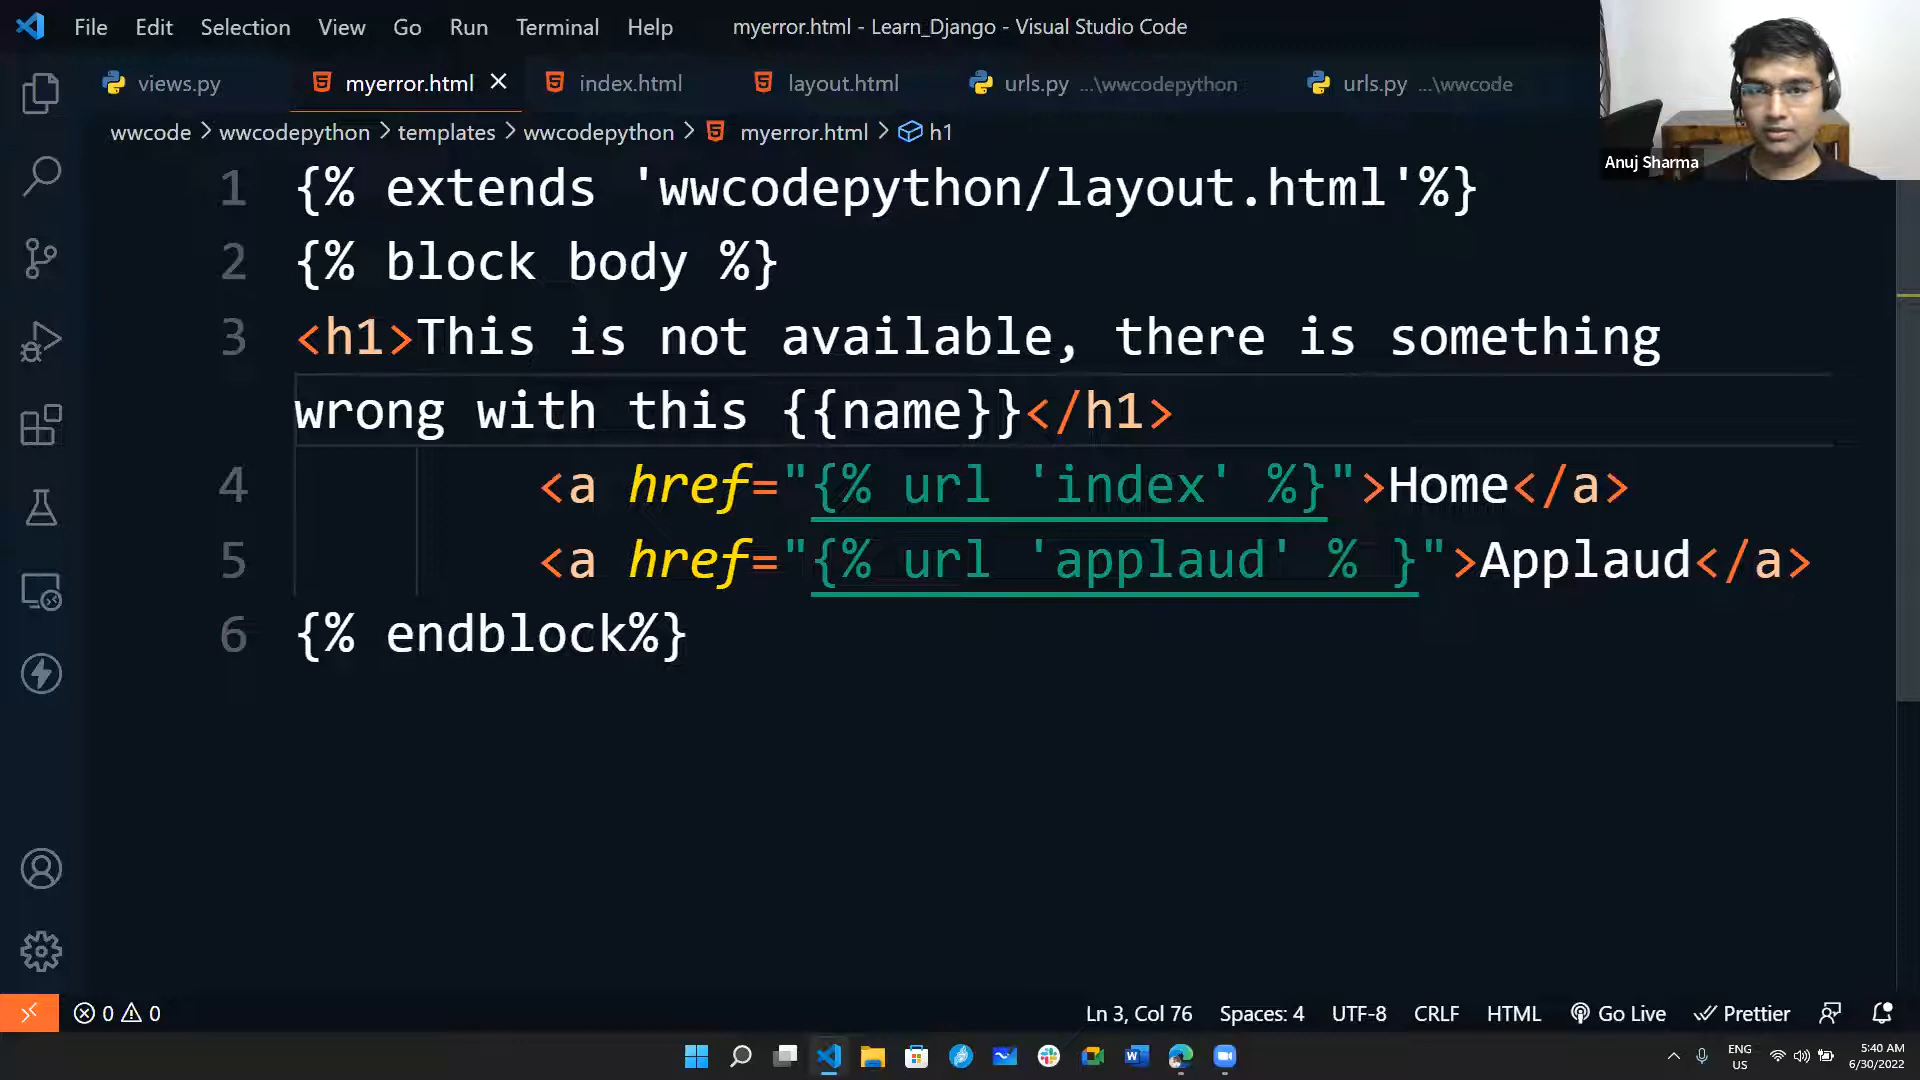 File Edit Selection View Go Run Terminal Help myerror.html - Learn_Django - Visual Studio Code
views.py myerror.html index.html layout.html urls.py ...\wwcodepython urls.py ...\wwcode
wwcode > wwcodepython > templates > wwcodepython > myerror.html > h1
Anuj Sharma
1 {% extends 'wwcodepython/layout.html'%}
2 {% block body %}
3 <h1>This is not available, there is something
wrong with this {{name}}</h1>
4 <a href="{% url 'index' %}">Home</a>
5 <a href="{% url 'applaud' % }">Applaud</a>
6 {% endblock%}
0 0 Ln 3, Col 76 Spaces: 4 UTF-8 CRLF HTML Go Live Prettier
ENG
US
5:40 AM
6/30/2022